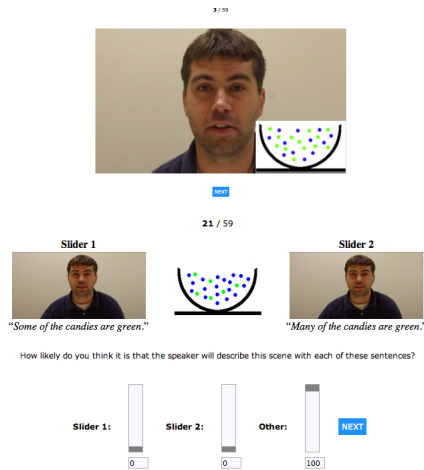 3 / 59
NEXT
21 / 59
Slider 1
Slider 2
"Some of the candies are green."
"Many of the candies are green.'
How likely do you think it is that the speaker will describe this scene with each of these sentences?
Slider 1:
Slider 2:
Other:
NEXT
0
0
100